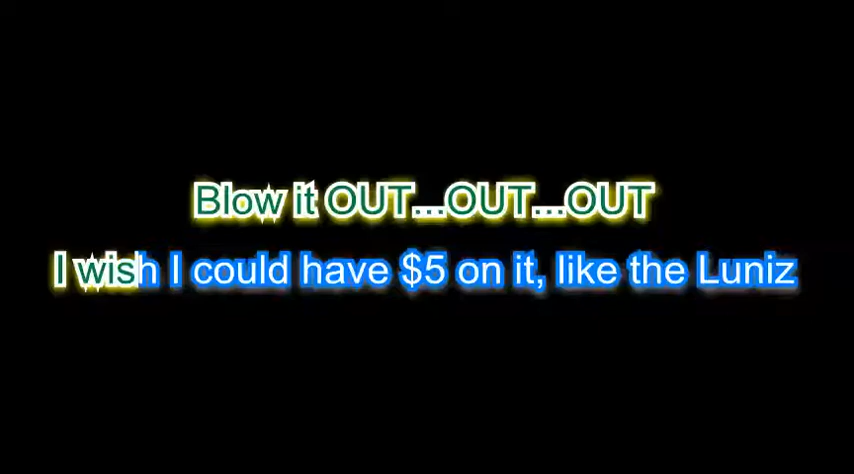 Blow it OUT...OUT...OUT
I wish I could have $5 on it, like the Luniz